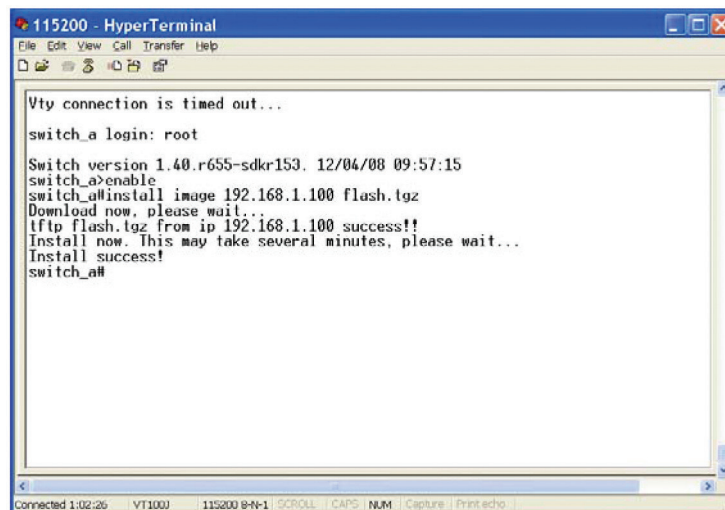 115200 - HyperTerminal
File Edit View Call Transfer Help
Vty connection is timed out...
switch_a login: root
Switch version 1.40.r655-sdkr153. 12/04/08 09:57:15
switch_a>enable
switch_a#install image 192.168.1.100 flash.tgz
Download now, please wait...
tftp flash.tgz from ip 192.168.1.100 success!!
Install now. This may take several minutes, please wait...
Install success!
switch_a#
Connected 1:02:26 VT100J 115200 8-N-1 SCROLL CAPS NUM Capture Print echo